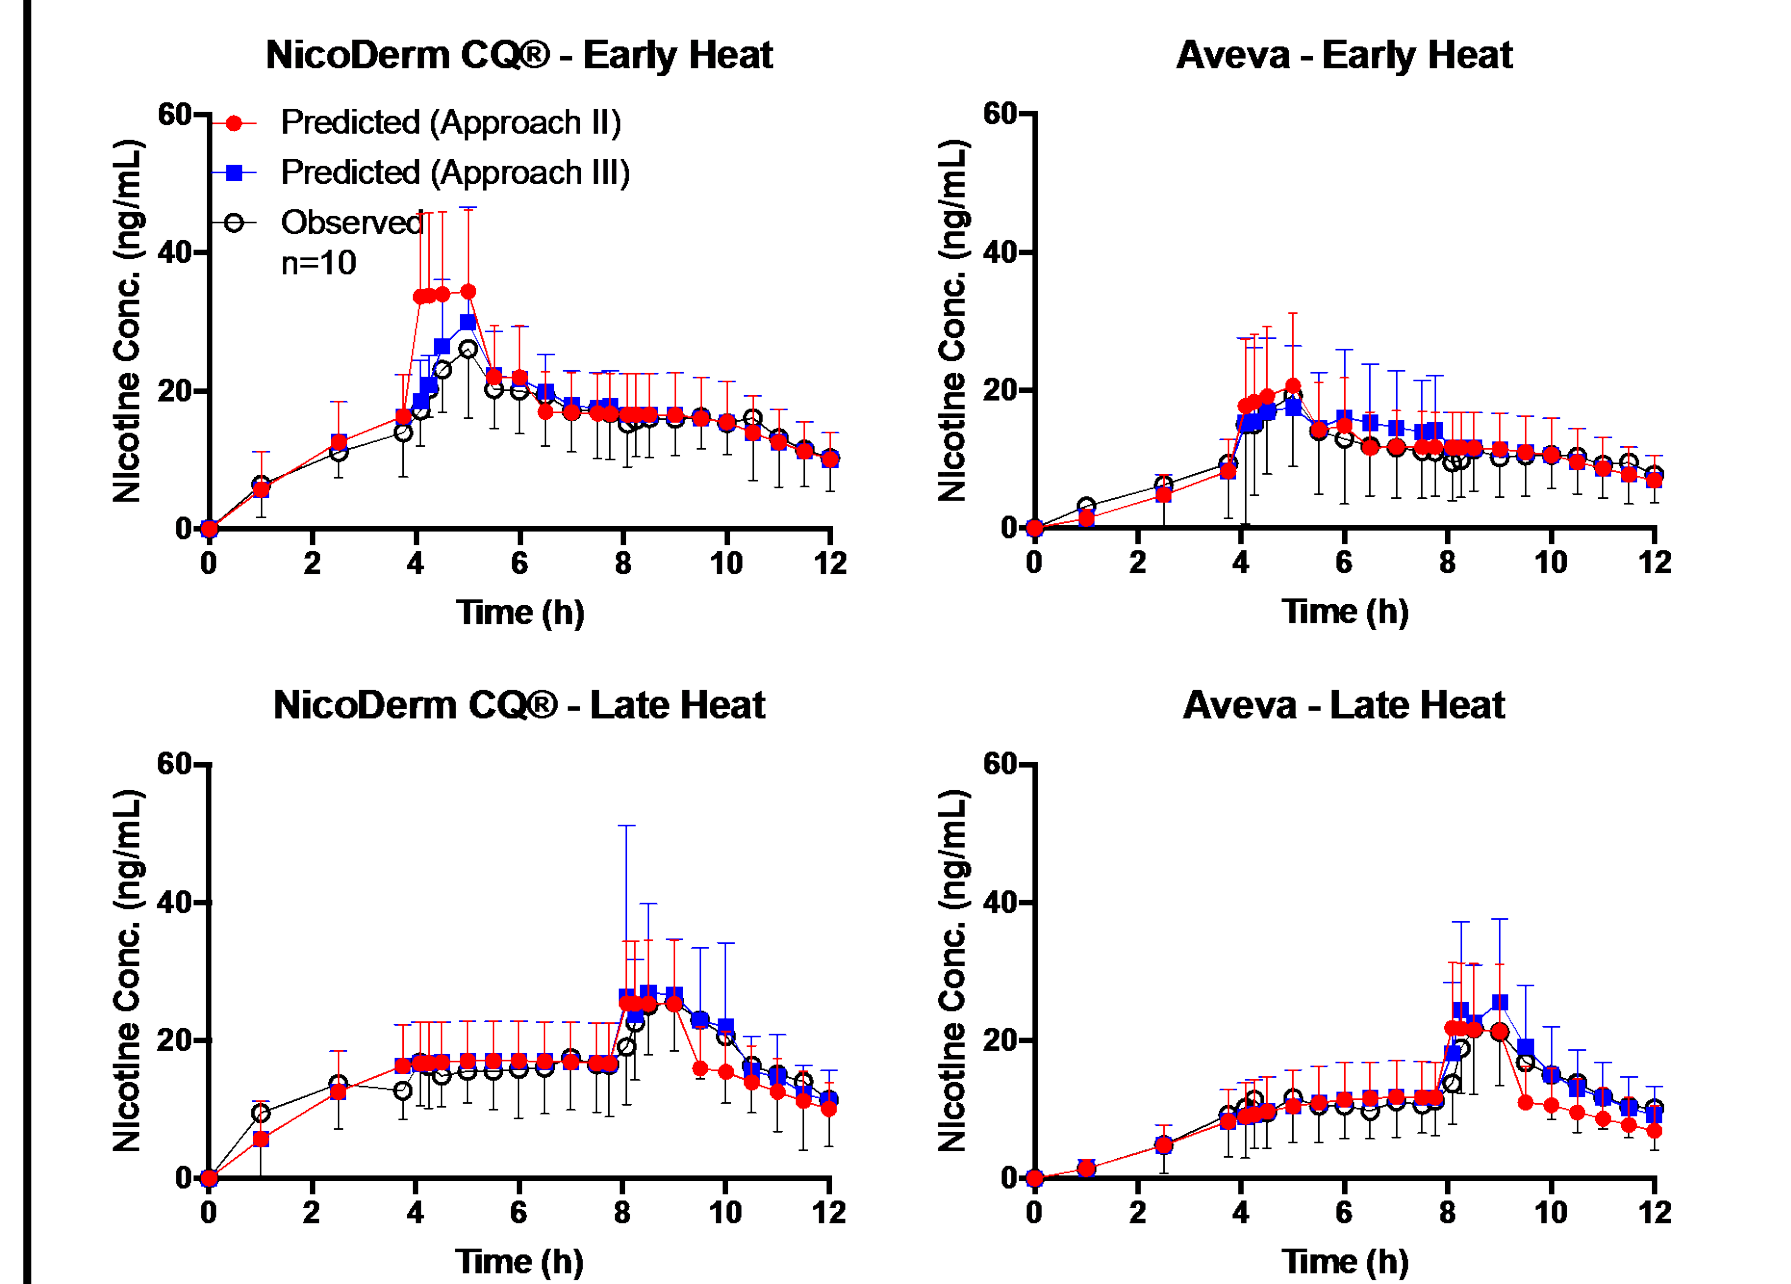 NicoDerm CQ® - Early Heat
Nicotine Conc. (ng/mL)
60
40
20
0
Predicted (Approach II)
Predicted (Approach III)
Observed
n=10
0 2 4 6 8 10 12
Time (h)
Aveva - Early Heat
Nicotine Conc. (ng/mL)
60
40
20
0
0 2 4 6 8 10 12
Time (h)
NicoDerm CQ® - Late Heat
Nicotine Conc. (ng/mL)
60
40
20
0
0 2 4 6 8 10 12
Time (h)
Aveva - Late Heat
Nicotine Conc. (ng/mL)
60
40
20
0
0 2 4 6 8 10 12
Time (h)